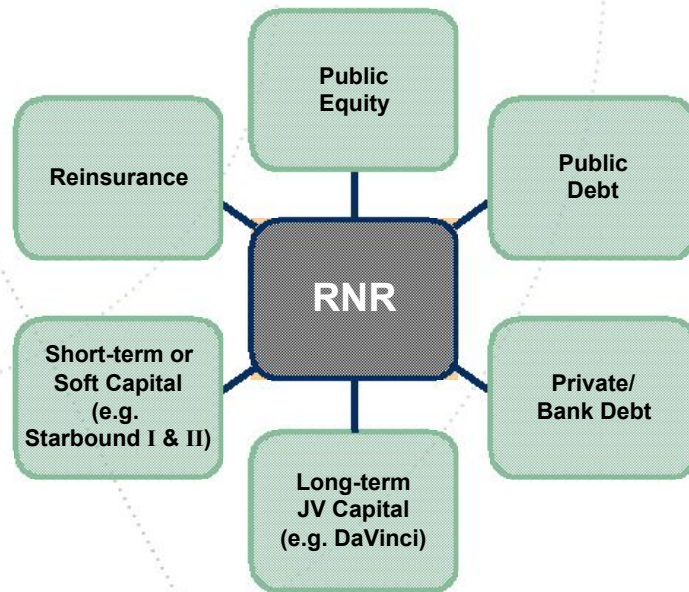 Public
Equity
Reinsurance
Public
Debt
RNR
Short-term or
Soft Capital
(e.g.
Starbound I & II)
Private/
Bank Debt
Long-term
JV Capital
(e.g. DaVinci)